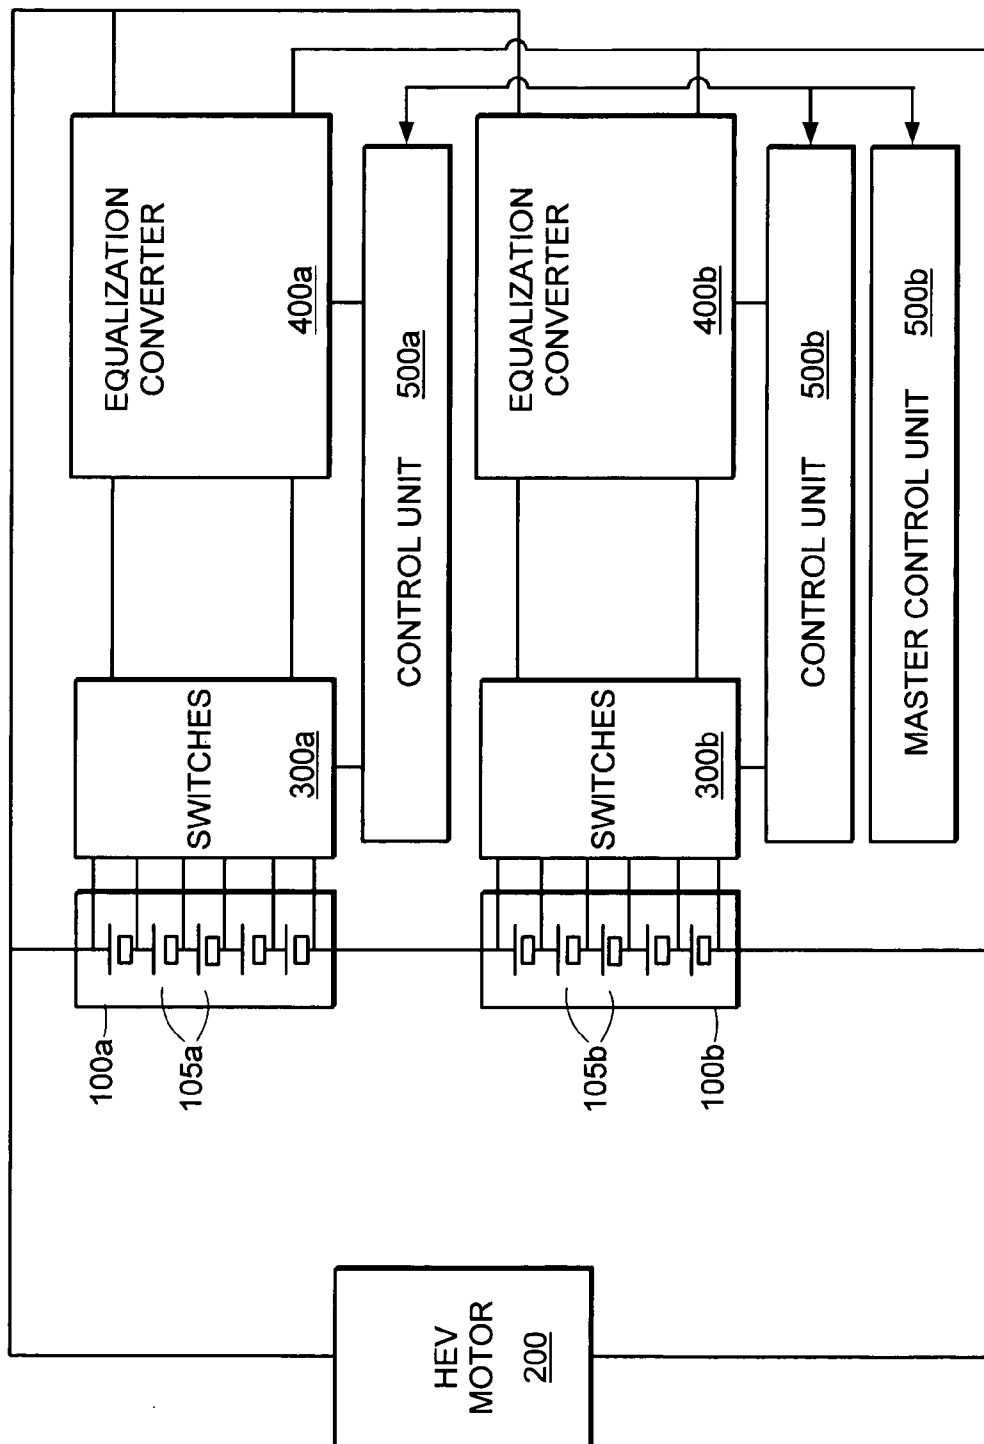 EQUALIZATION
CONVERTER
400a
CONTROL UNIT 500a
SWITCHES
300a
100a
105a
EQUALIZATION
CONVERTER
400b
CONTROL UNIT 500b
MASTER CONTROL UNIT 500b
SWITCHES
300b
105b
100b
HEV
MOTOR
200